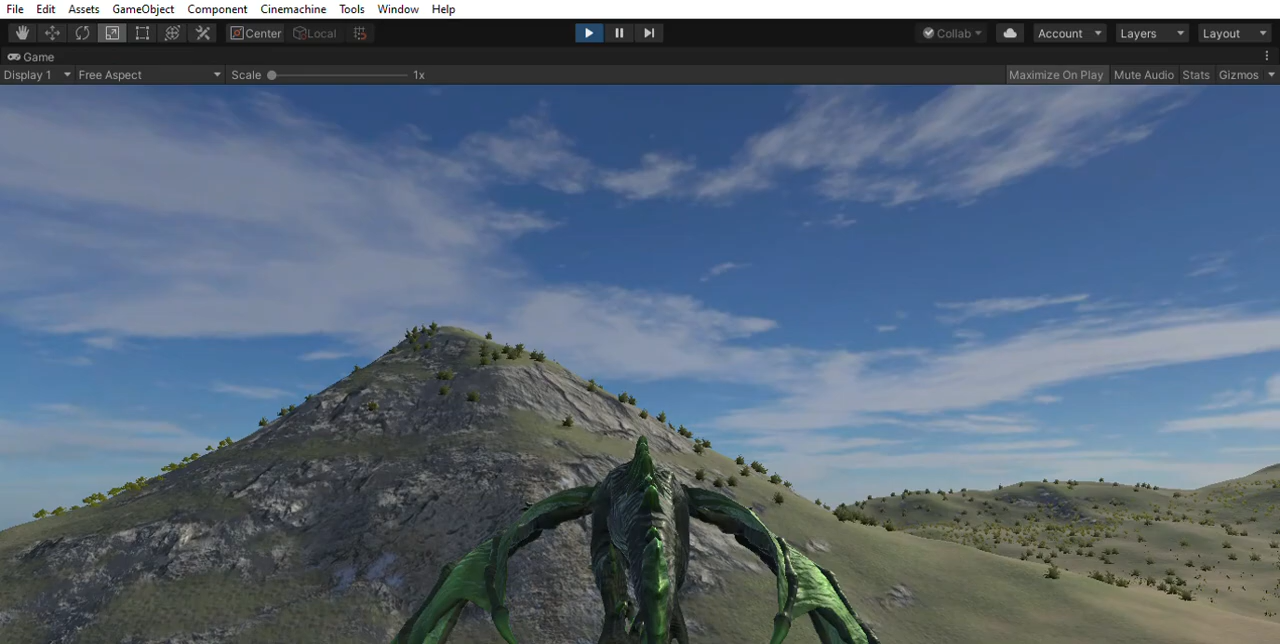 File Edit Assets GameObject Component Cinemachine Tools Window Help
Center Local Collab Account Layers Layout
Game
Display 1 Free Aspect Scale 1x Maximize On Play Mute Audio Stats Gizmos